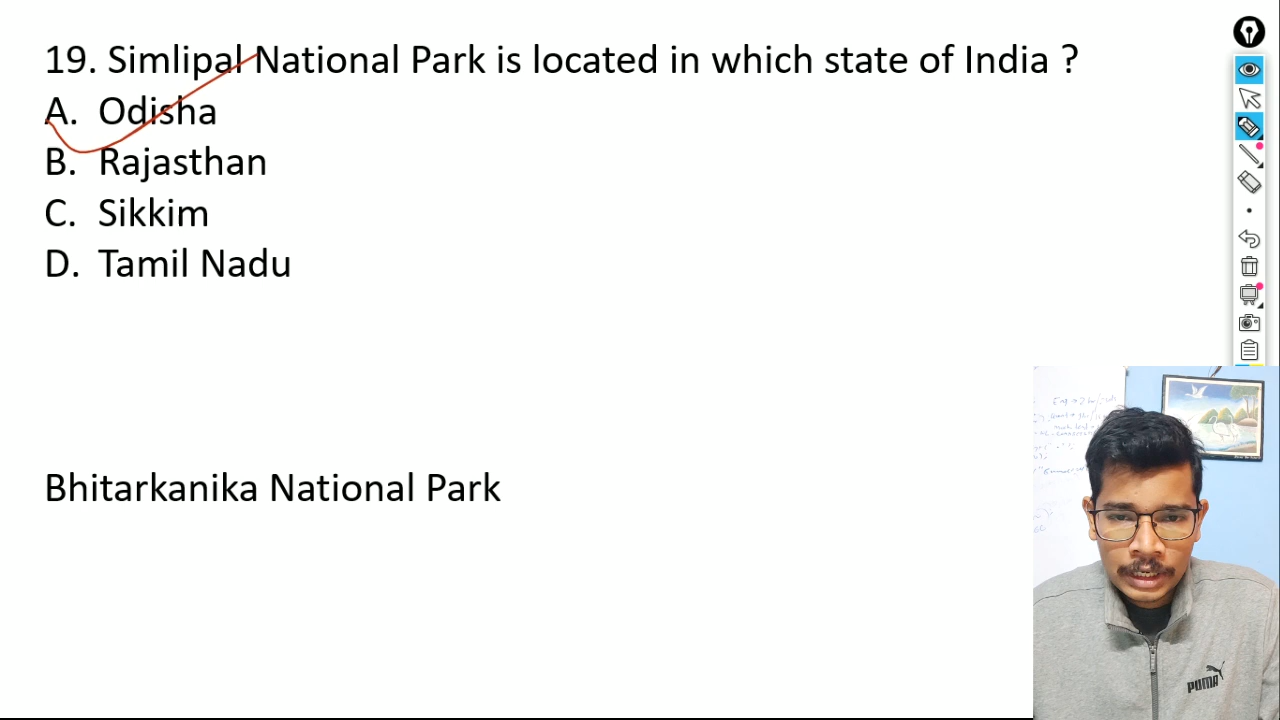 19. Simlipal National Park is located in which state of India ?
A. Odisha
B. Rajasthan
C. Sikkim
D. Tamil Nadu
Bhitarkanika National Park
PUMA